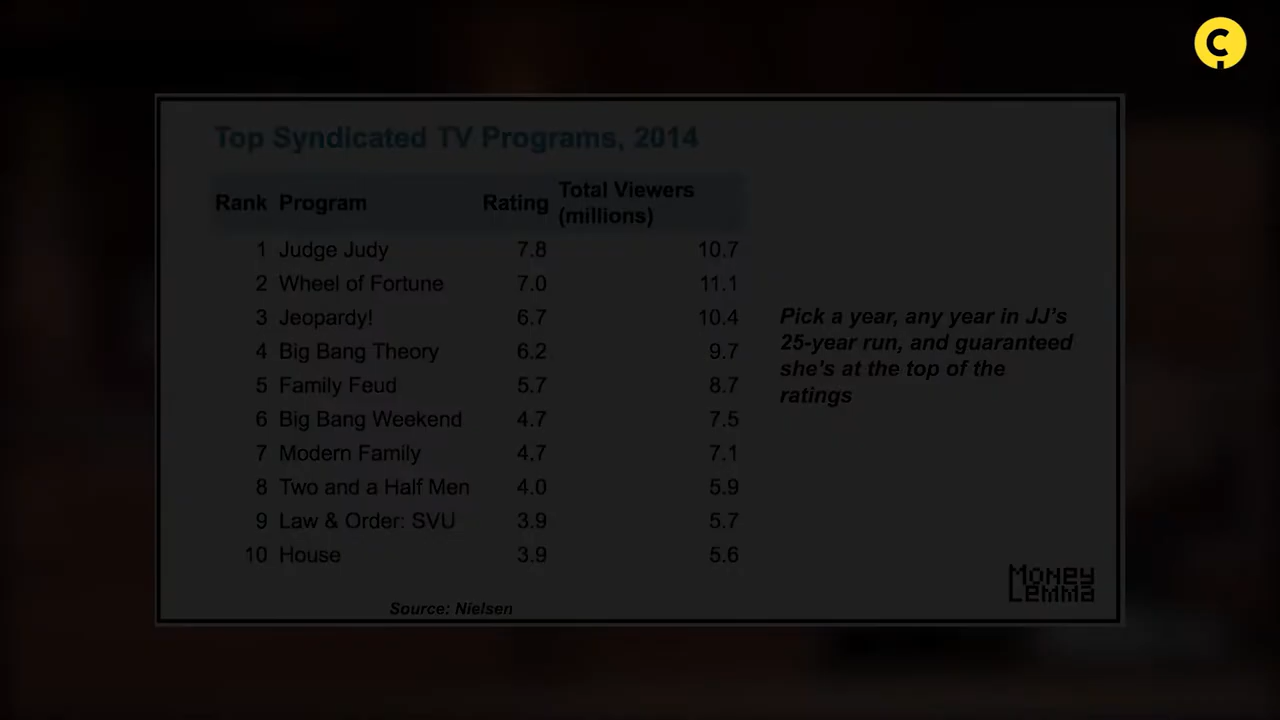 Top Syndicated TV Programs, 2014
Rank Program Rating Total Viewers (millions)
1 Judge Judy 7.8 10.7
2 Wheel of Fortune 7.0 11.1
3 Jeopardy! 6.7 10.4
4 Big Bang Theory 6.2 9.7
5 Family Feud 5.7 8.7
6 Big Bang Weekend 4.7 7.5
7 Modern Family 4.7 7.1
8 Two and a Half Men 4.0 5.9
9 Law & Order: SVU 3.9 5.7
10 House 3.9 5.6
Pick a year, any year in JJ's
25-year run, and guaranteed
she's at the top of the
ratings
Source: Nielsen
Money
Lemma